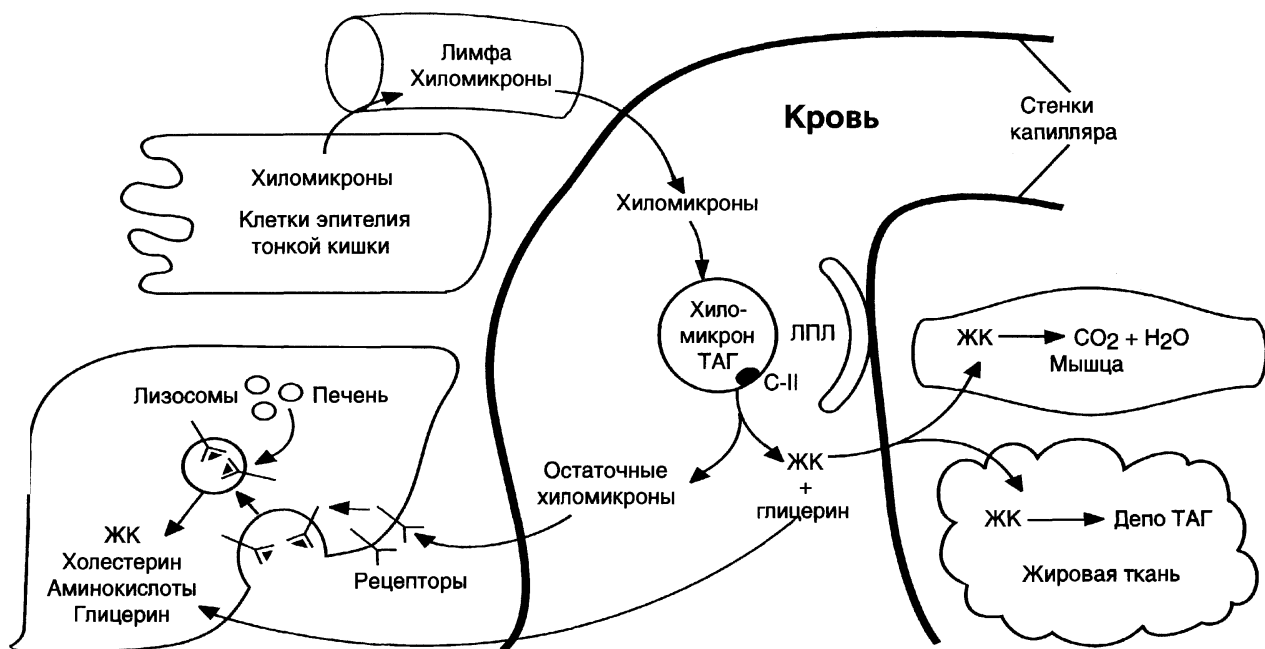 Лимфа
Хиломикроны
Кровь
Стенки
капилляра
Хиломикроны
Клетки эпителия
тонкой кишки
Хиломикроны
Хило-
микрон
ТАГ
ЛПЛ
C-II
ЖК → CO2 + H2O
Мышца
Лизосомы
Печень
Остаточные
хиломикроны
ЖК
+
глицерин
ЖК → Депо ТАГ
Жировая ткань
ЖК
Холестерин
Аминокислоты
Глицерин
Рецепторы